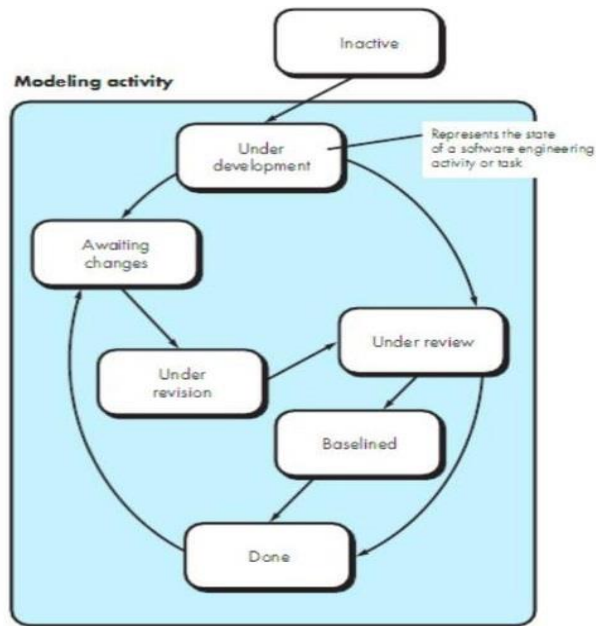 Inactive
Modeling activity
Under
development
Represents the state
of a software engineering
activity or task
Awaiting
changes
Under review
Under
revision
Baselined
Done